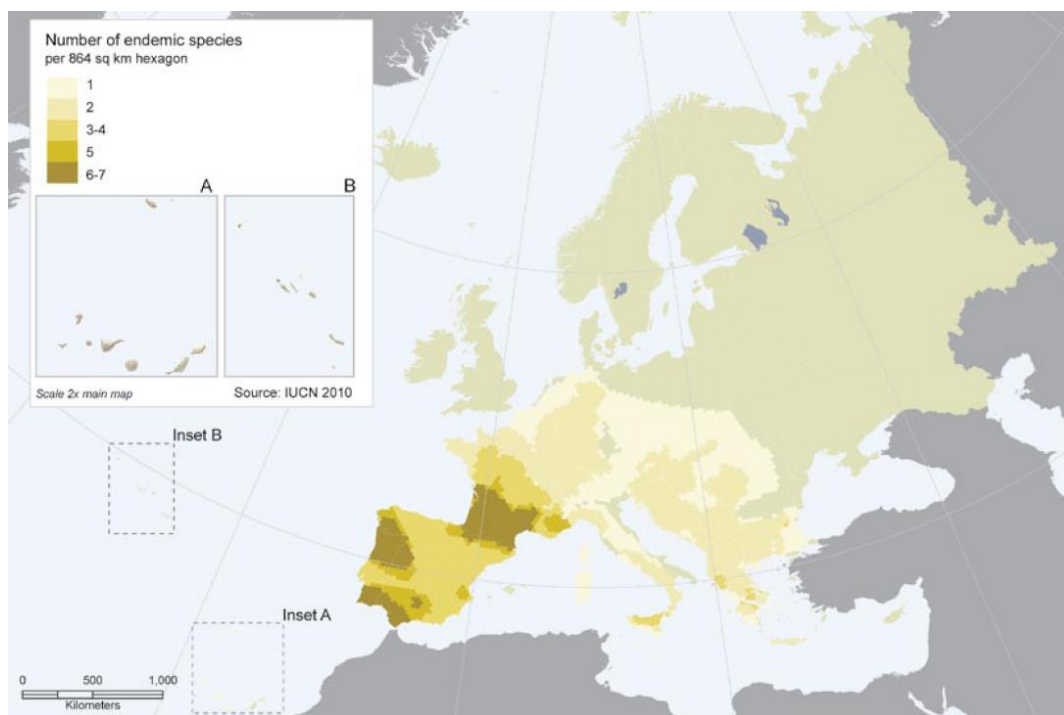 Number of endemic species
per 864 sq km hexagon
1
2
3-4
5
6-7
A
B
Scale 2x main map
Source: IUCN 2010
Inset B
Inset A
0 500 1,000
Kilometers